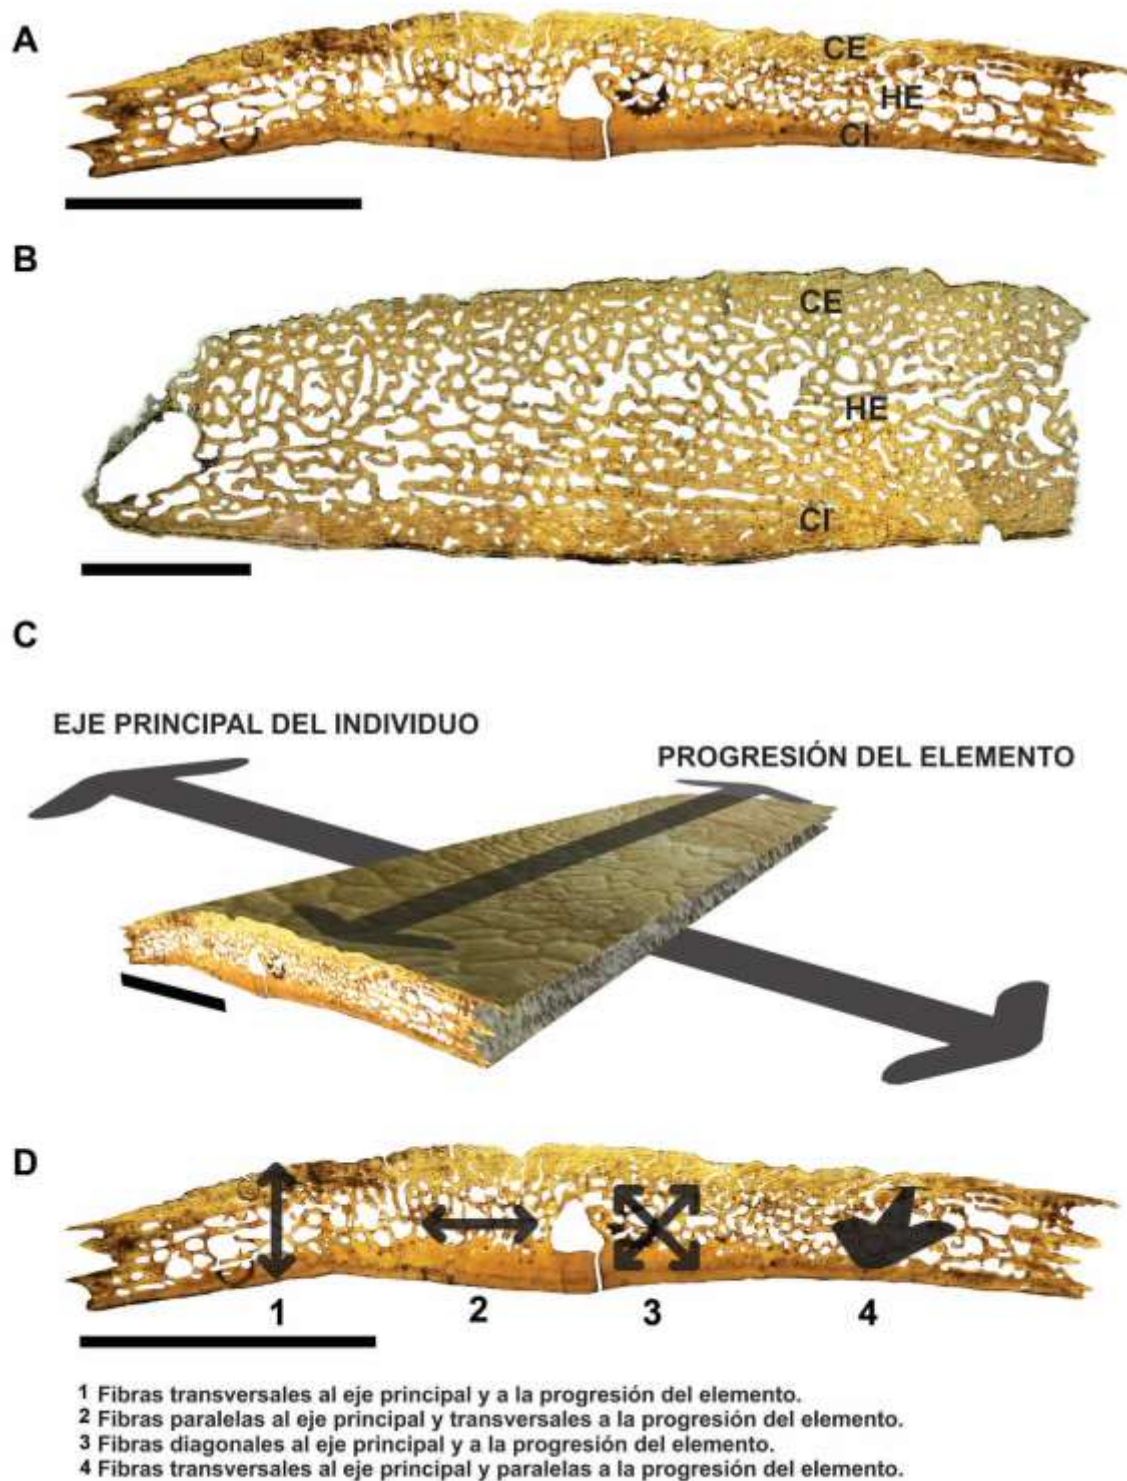 A
CE
HE
CI
B
CE
HE
CI
C
EJE PRINCIPAL DEL INDIVIDUO
PROGRESIÓN DEL ELEMENTO
D
1 2 3 4
1 Fibras transversales al eje principal y a la progresión del elemento.
2 Fibras paralelas al eje principal y transversales a la progresión del elemento.
3 Fibras diagonales al eje principal y a la progresión del elemento.
4 Fibras transversales al eje principal y paralelas a la progresión del elemento.